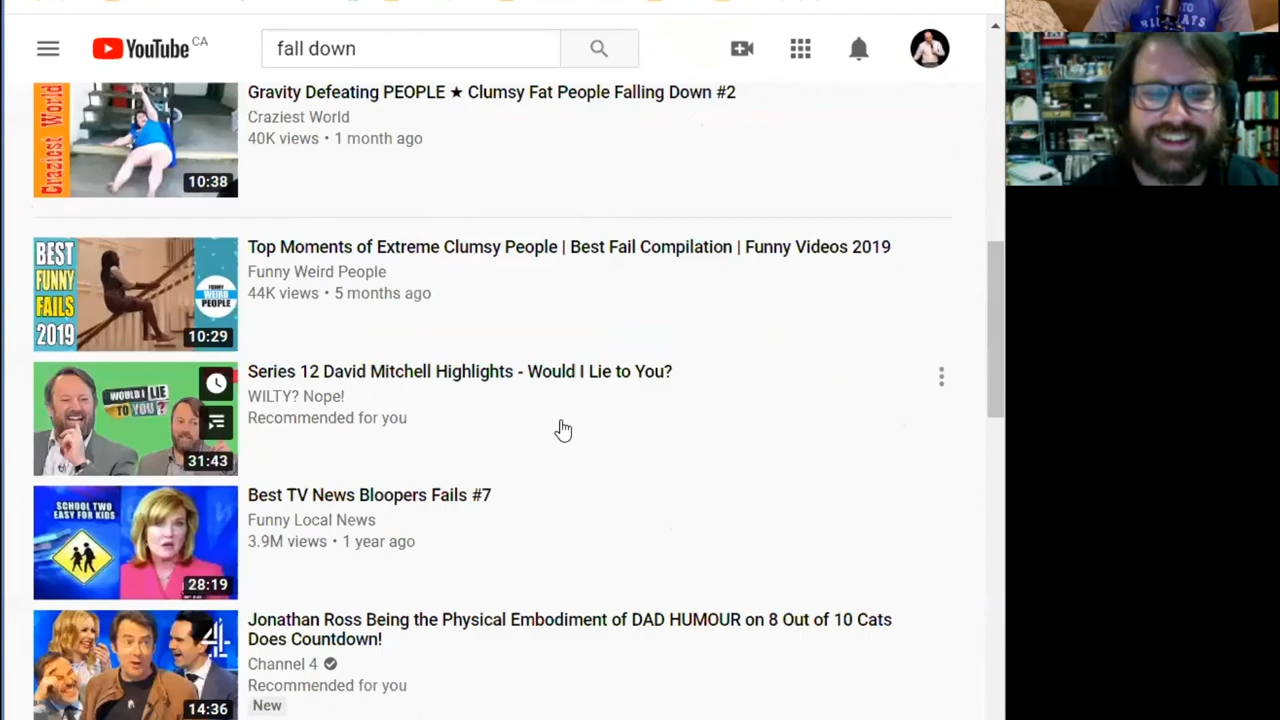 YouTube CA
fall down
Gravity Defeating PEOPLE ★ Clumsy Fat People Falling Down #2
Craziest World
40K views • 1 month ago
Craziest World
10:38
Top Moments of Extreme Clumsy People | Best Fail Compilation | Funny Videos 2019
Funny Weird People
44K views • 5 months ago
BEST
FUNNY
FAILS
2019
FUNNY
WEIRD
PEOPLE
10:29
Series 12 David Mitchell Highlights - Would I Lie to You?
WILTY? Nope!
Recommended for you
WOULD I LIE
TO YOU?
31:43
Best TV News Bloopers Fails #7
Funny Local News
3.9M views • 1 year ago
SCHOOL TWO
EASY FOR KIDS
28:19
Jonathan Ross Being the Physical Embodiment of DAD HUMOUR on 8 Out of 10 Cats
Does Countdown!
Channel 4
Recommended for you
New
4
14:36